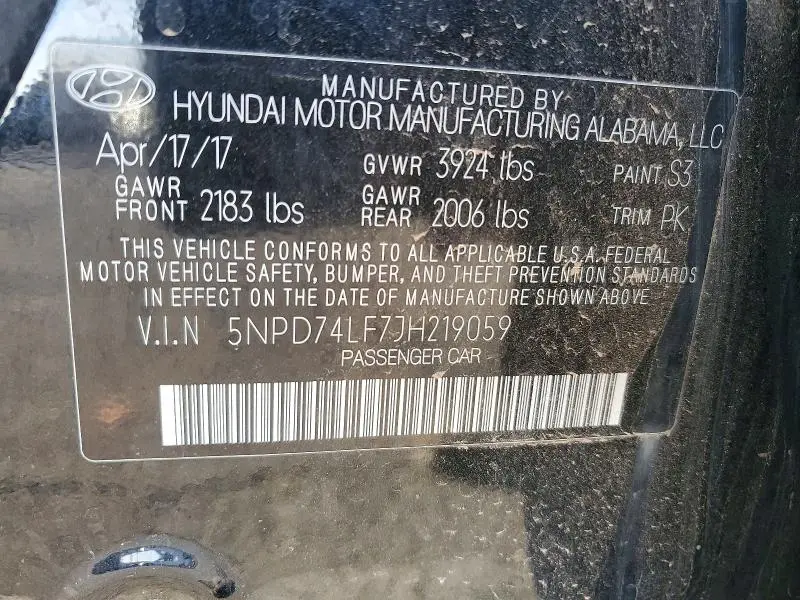 MANUFACTURED BY
HYUNDAI MOTOR MANUFACTURING ALABAMA, LLC
Apr/17/17 GVWR 3924 lbs PAINT S3
GAWR FRONT 2183 lbs GAWR REAR 2006 lbs TRIM PK
THIS VEHICLE CONFORMS TO ALL APPLICABLE U.S.A. FEDERAL
MOTOR VEHICLE SAFETY, BUMPER, AND THEFT PREVENTION STANDARDS
IN EFFECT ON THE DATE OF MANUFACTURE SHOWN ABOVE
V.I.N 5NPD74LF7JH219059
PASSENGER CAR